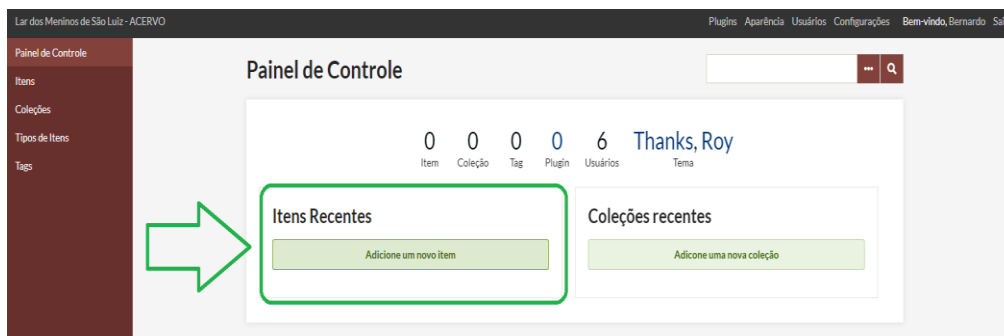 Lar dos Meninos de São Luiz - ACERVO
Plugins Aparência Usuários Configurações Bem-vindo, Bernardo
Painel de Controle
Itens
Coleções
Tipos de Itens
Tags
Painel de Controle
0 0 0 0 6 Thanks, Roy
Item Coleção Tag Plugin Usuários Tema
Itens Recentes
Adicione um novo item
Coleções recentes
Adicone uma nova coleção